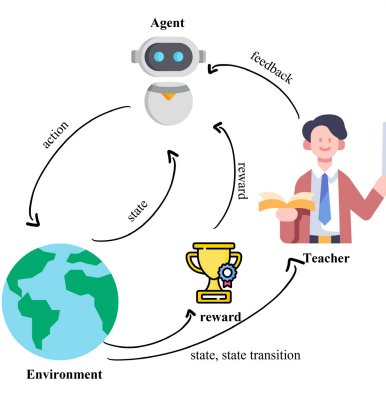 Agent
feedback
action
state
reward
Teacher
reward
state, state transition
Environment